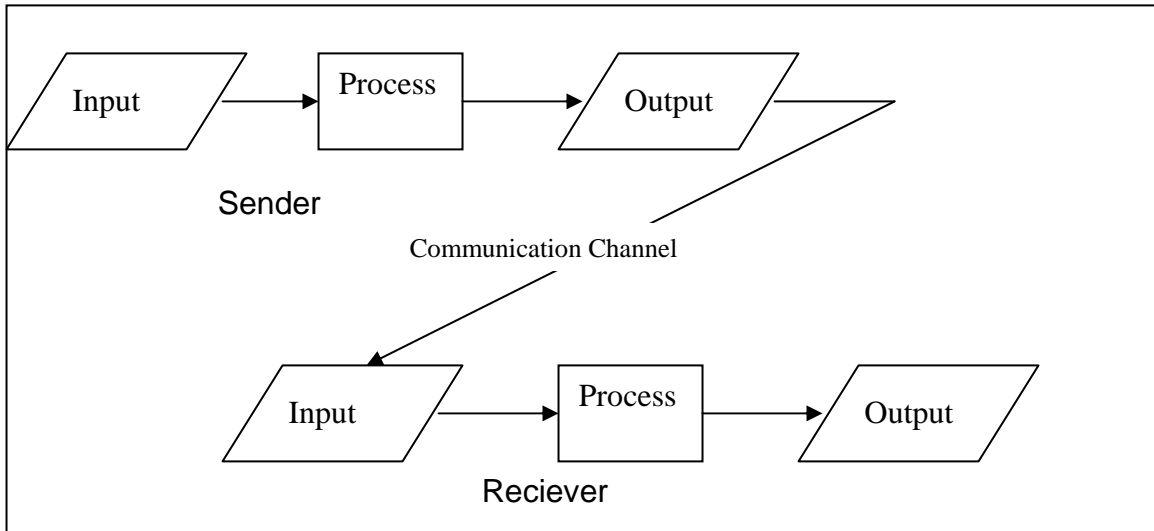 Input
Process
Output
Sender
Communication Channel
Input
Process
Output
Reciever